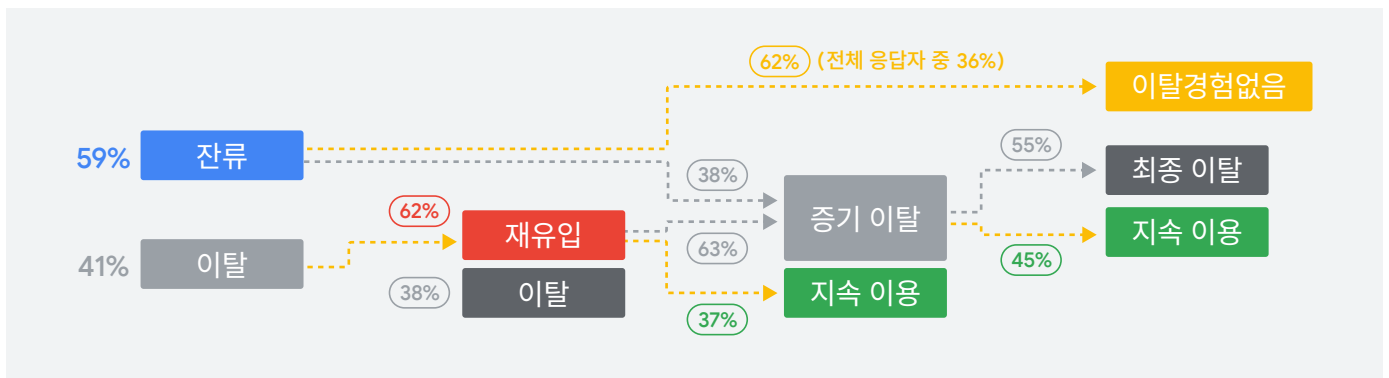 62% (전체 응답자 중 36%)
이탈경험없음
59% 잔류
38%
55%
최종 이탈
62%
재유입
증기 이탈
지속 이용
41% 이탈
63%
45%
38%
이탈
지속 이용
37%